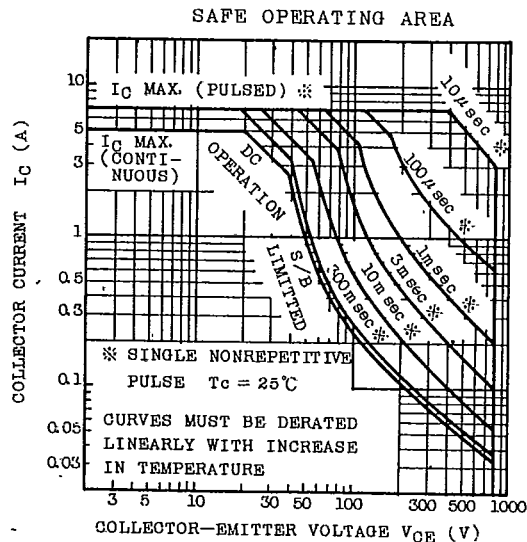 SAFE OPERATING AREA
COLLECTOR CURRENT IC (A)
10
5
3
1
0.5
0.3
0.1
0.05
0.03
IC MAX. (PULSED) ※
IC MAX.
(CONTI-
NUOUS)
DC
OPERATION
S/B
LIMITED
10μsec ※
100μsec ※
1msec ※
3msec ※
10msec ※
300msec ※
※ SINGLE NONREPETITIVE
PULSE Tc = 25℃
CURVES MUST BE DERATED
LINEARLY WITH INCREASE
IN TEMPERATURE
3 5 10 30 50 100 300 500 1000
COLLECTOR-EMITTER VOLTAGE VCE (V)